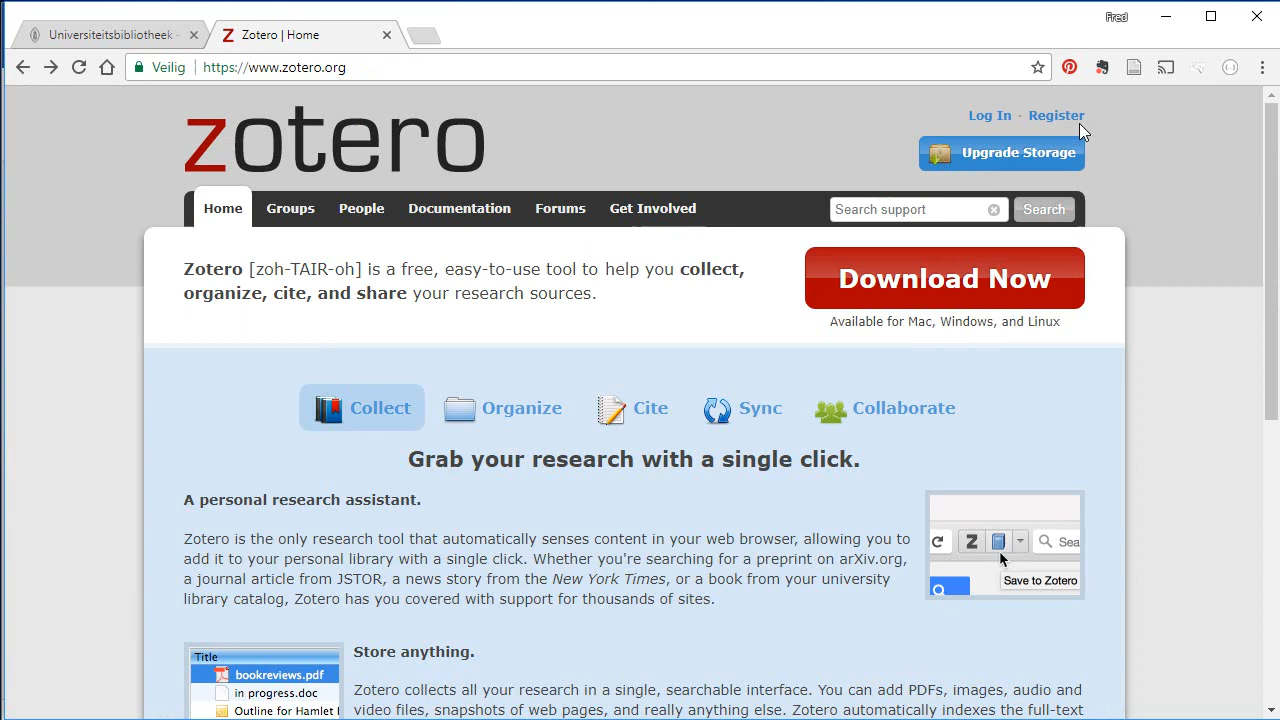 Fred
Universiteitsbibliotheek -
Z Zotero | Home
Veilig https://www.zotero.org
zotero
Log In · Register
Upgrade Storage
Home Groups People Documentation Forums Get Involved
Search support Search
Zotero [zoh-TAIR-oh] is a free, easy-to-use tool to help you collect,
organize, cite, and share your research sources.
Download Now
Available for Mac, Windows, and Linux
Collect Organize Cite Sync Collaborate
Grab your research with a single click.
A personal research assistant.
Zotero is the only research tool that automatically senses content in your web browser, allowing you to
add it to your personal library with a single click. Whether you're searching for a preprint on arXiv.org,
a journal article from JSTOR, a news story from the New York Times, or a book from your university
library catalog, Zotero has you covered with support for thousands of sites.
Z Sea
Save to Zotero
Store anything.
Zotero collects all your research in a single, searchable interface. You can add PDFs, images, audio and
video files, snapshots of web pages, and really anything else. Zotero automatically indexes the full-text
Title
bookreviews.pdf
in progress.doc
Outline for Hamlet